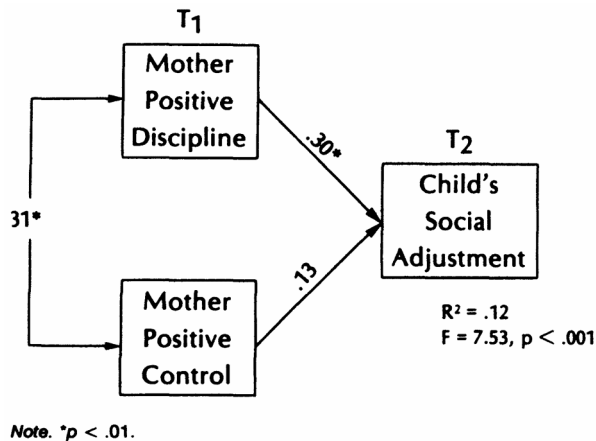 T1
Mother
Positive
Discipline
.30*
T2
Child's
Social
Adjustment
31*
.13
Mother
Positive
Control
R² = .12
F = 7.53, p < .001
Note. *p < .01.